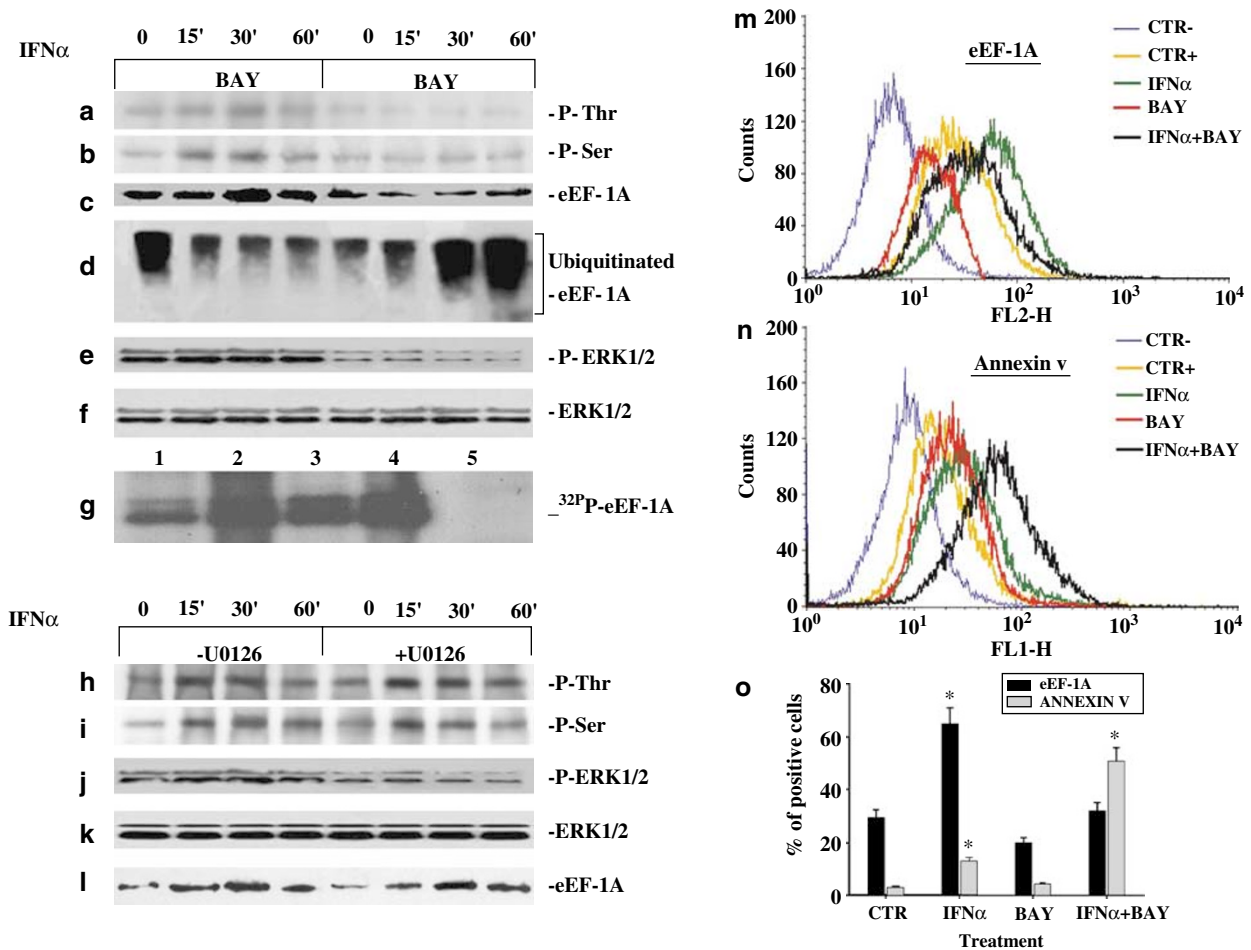 IFNα
0 15' 30' 60' 0 15' 30' 60'
BAY BAY
a -P-Thr
b -P-Ser
c -eEF-1A
d Ubiquitinated
-eEF-1A
e -P-ERK1/2
f -ERK1/2
1 2 3 4 5
g _32PP-eEF-1A
IFNα
0 15' 30' 60' 0 15' 30' 60'
-U0126 +U0126
h -P-Thr
i -P-Ser
j -P-ERK1/2
k -ERK1/2
l -eEF-1A
m
eEF-1A
CTR-
CTR+
IFNα
BAY
IFNα+BAY
Counts
200
160
120
80
40
0
10^0 10^1 10^2 10^3 10^4
FL2-H
n
Annexin v
CTR-
CTR+
IFNα
BAY
IFNα+BAY
Counts
200
160
120
80
40
0
10^0 10^1 10^2 10^3 10^4
FL1-H
o
eEF-1A
ANNEXIN V
% of positive cells
80
60
40
20
0
* * *
CTR IFNα BAY IFNα+BAY
Treatment